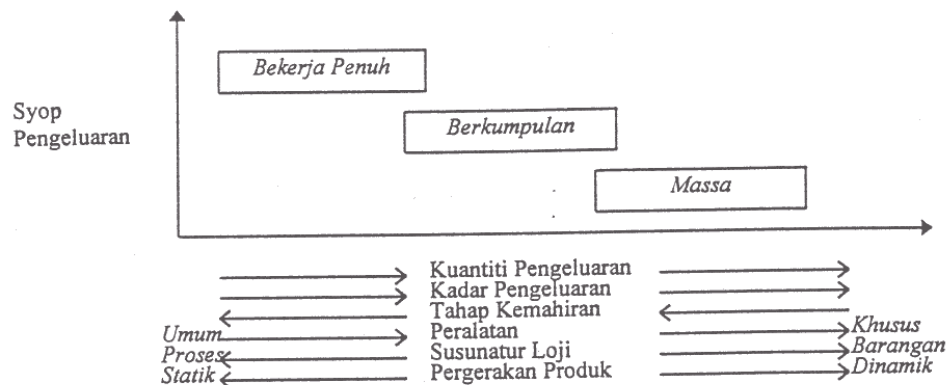 Bekerja Penuh
Syop
Pengeluaran
Berkumpulan
Massa
Kuantiti Pengeluaran
Kadar Pengeluaran
Tahap Kemahiran
Umum Peralatan Khusus
Proses Susunatur Loji Barangan
Statik Pergerakan Produk Dinamik